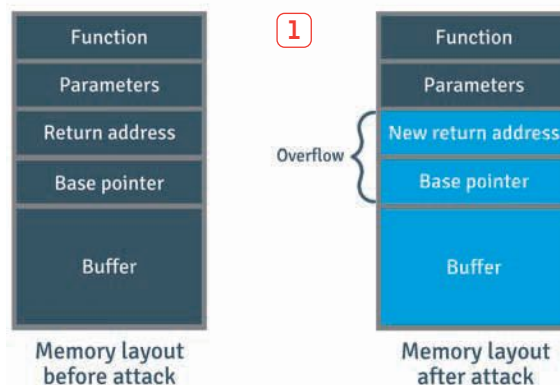 Function
Parameters
Return address
Base pointer
Buffer
Memory layout
before attack
1
Overflow
Function
Parameters
New return address
Base pointer
Buffer
Memory layout
after attack